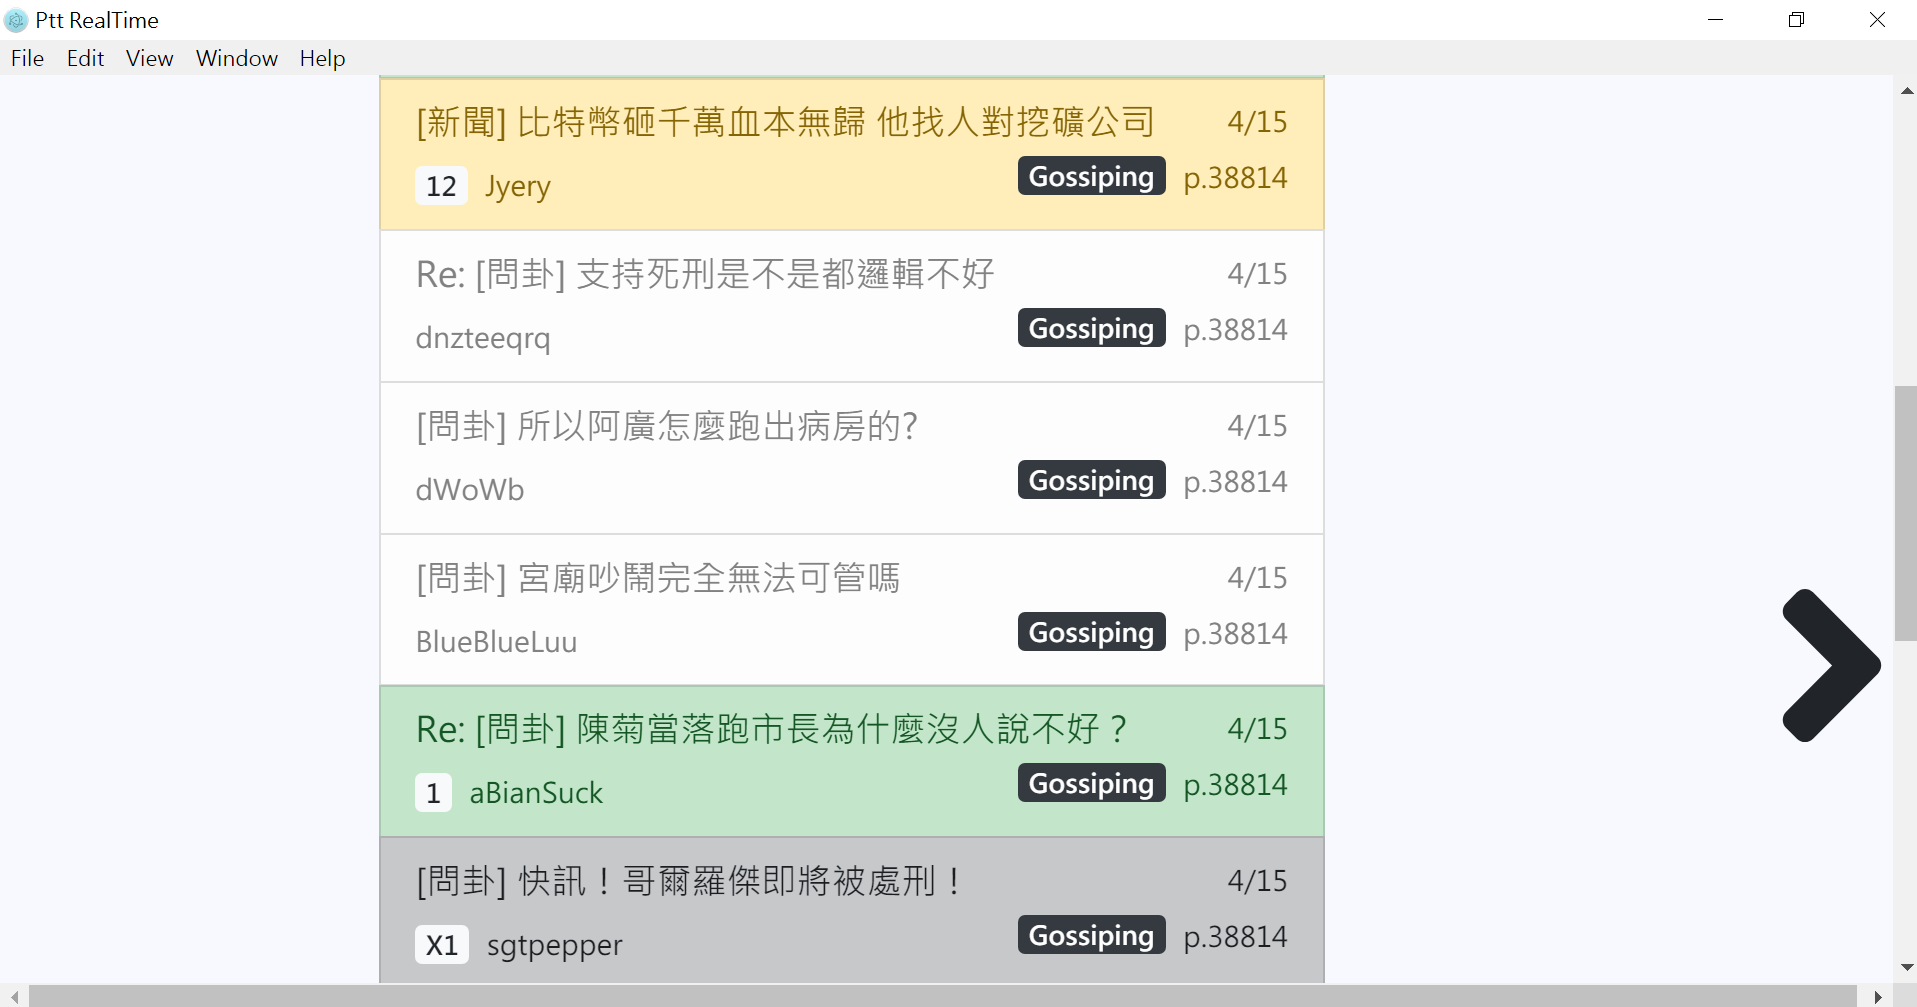 Ptt RealTime
File Edit View Window Help
[新聞] 比特幣砸千萬血本無歸 他找人對挖礦公司 4/15
12 Jyery Gossiping p.38814
Re: [問卦] 支持死刑是不是都邏輯不好 4/15
dnzteeqrq Gossiping p.38814
[問卦] 所以阿廣怎麼跑出病房的? 4/15
dWoWb Gossiping p.38814
[問卦] 宮廟吵鬧完全無法可管嗎 4/15
BlueBlueLuu Gossiping p.38814
Re: [問卦] 陳菊當落跑市長為什麼沒人說不好？ 4/15
1 aBianSuck Gossiping p.38814
[問卦] 快訊！哥爾羅傑即將被處刑！ 4/15
X1 sgtpepper Gossiping p.38814